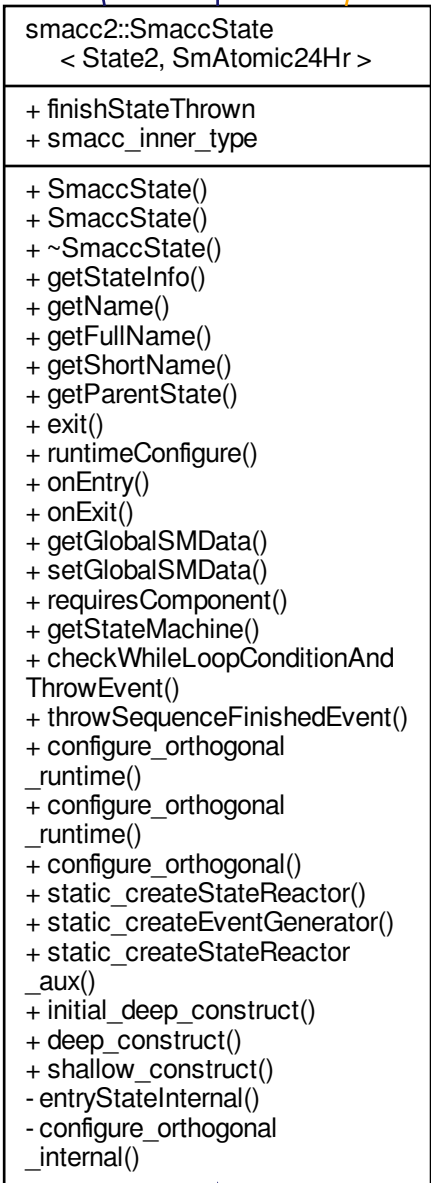 smacc2::SmaccState
< State2, SmAtomic24Hr >
+ finishStateThrown
+ smacc_inner_type
+ SmaccState()
+ SmaccState()
+ ~SmaccState()
+ getStateInfo()
+ getName()
+ getFullName()
+ getShortName()
+ getParentState()
+ exit()
+ runtimeConfigure()
+ onEntry()
+ onExit()
+ getGlobalSMData()
+ setGlobalSMData()
+ requiresComponent()
+ getStateMachine()
+ checkWhileLoopConditionAnd
ThrowEvent()
+ throwSequenceFinishedEvent()
+ configure_orthogonal
_runtime()
+ configure_orthogonal
_runtime()
+ configure_orthogonal()
+ static_createStateReactor()
+ static_createEventGenerator()
+ static_createStateReactor
_aux()
+ initial_deep_construct()
+ deep_construct()
+ shallow_construct()
- entryStateInternal()
- configure_orthogonal
_internal()